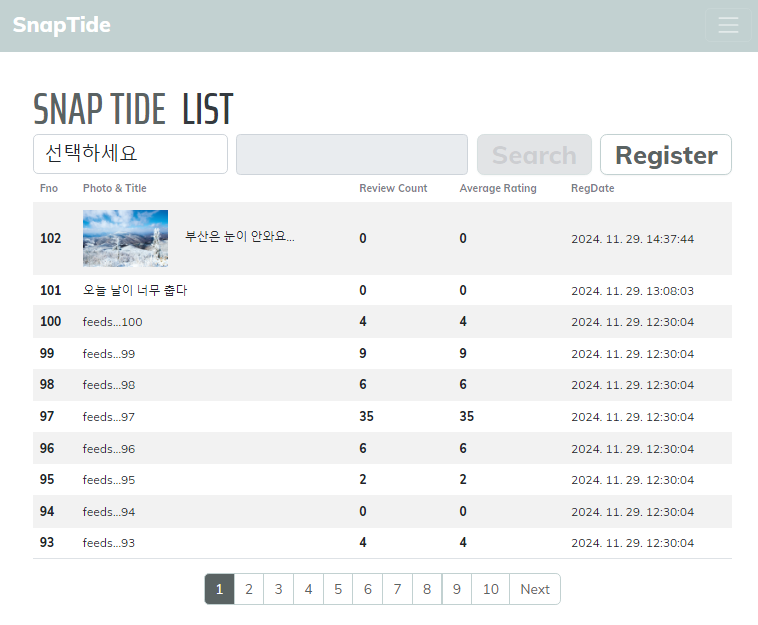 SnapTide
SNAP TIDE LIST
선택하세요 Search Register
Fno Photo & Title Review Count Average Rating RegDate
102 부산은 눈이 안와요... 0 0 2024. 11. 29. 14:37:44
101 오늘 날이 너무 춥다 0 0 2024. 11. 29. 13:08:03
100 feeds...100 4 4 2024. 11. 29. 12:30:04
99 feeds...99 9 9 2024. 11. 29. 12:30:04
98 feeds...98 6 6 2024. 11. 29. 12:30:04
97 feeds...97 35 35 2024. 11. 29. 12:30:04
96 feeds...96 6 6 2024. 11. 29. 12:30:04
95 feeds...95 2 2 2024. 11. 29. 12:30:04
94 feeds...94 0 0 2024. 11. 29. 12:30:04
93 feeds...93 4 4 2024. 11. 29. 12:30:04
1 2 3 4 5 6 7 8 9 10 Next